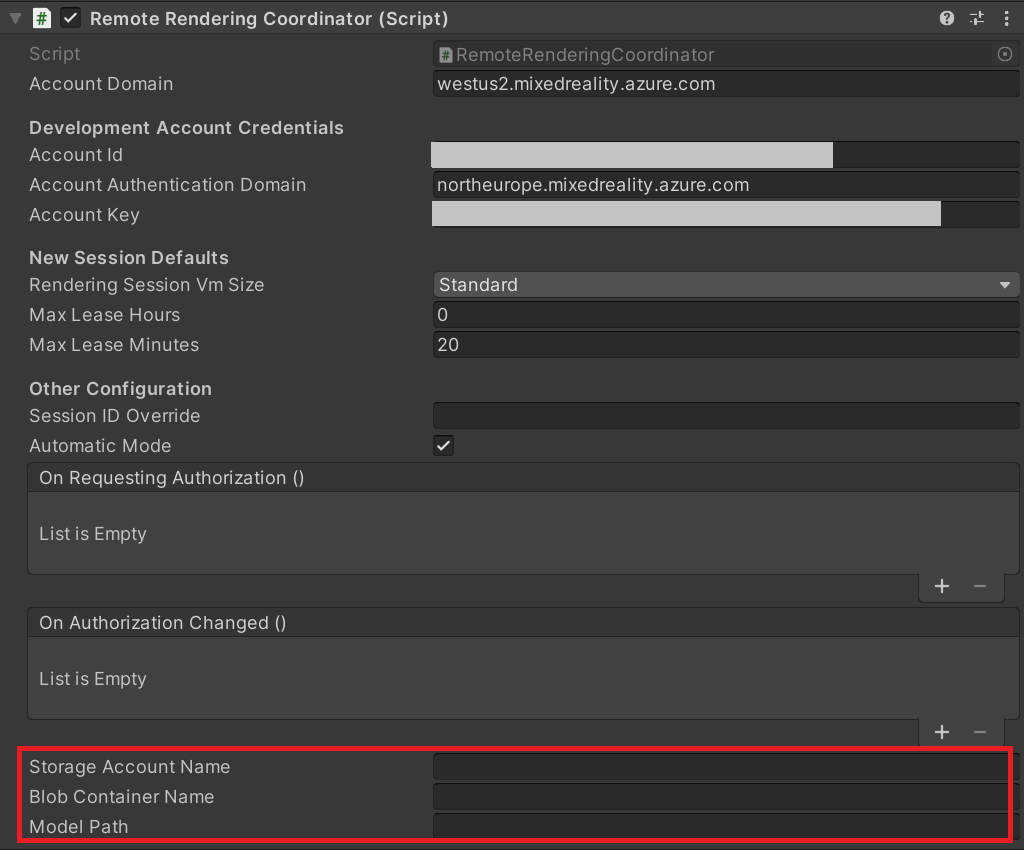 Remote Rendering Coordinator (Script)
Script RemoteRenderingCoordinator
Account Domain westus2.mixedreality.azure.com
Development Account Credentials
Account Id
Account Authentication Domain northeurope.mixedreality.azure.com
Account Key
New Session Defaults
Rendering Session Vm Size Standard
Max Lease Hours 0
Max Lease Minutes 20
Other Configuration
Session ID Override
Automatic Mode
On Requesting Authorization ()
List is Empty
On Authorization Changed ()
List is Empty
Storage Account Name
Blob Container Name
Model Path